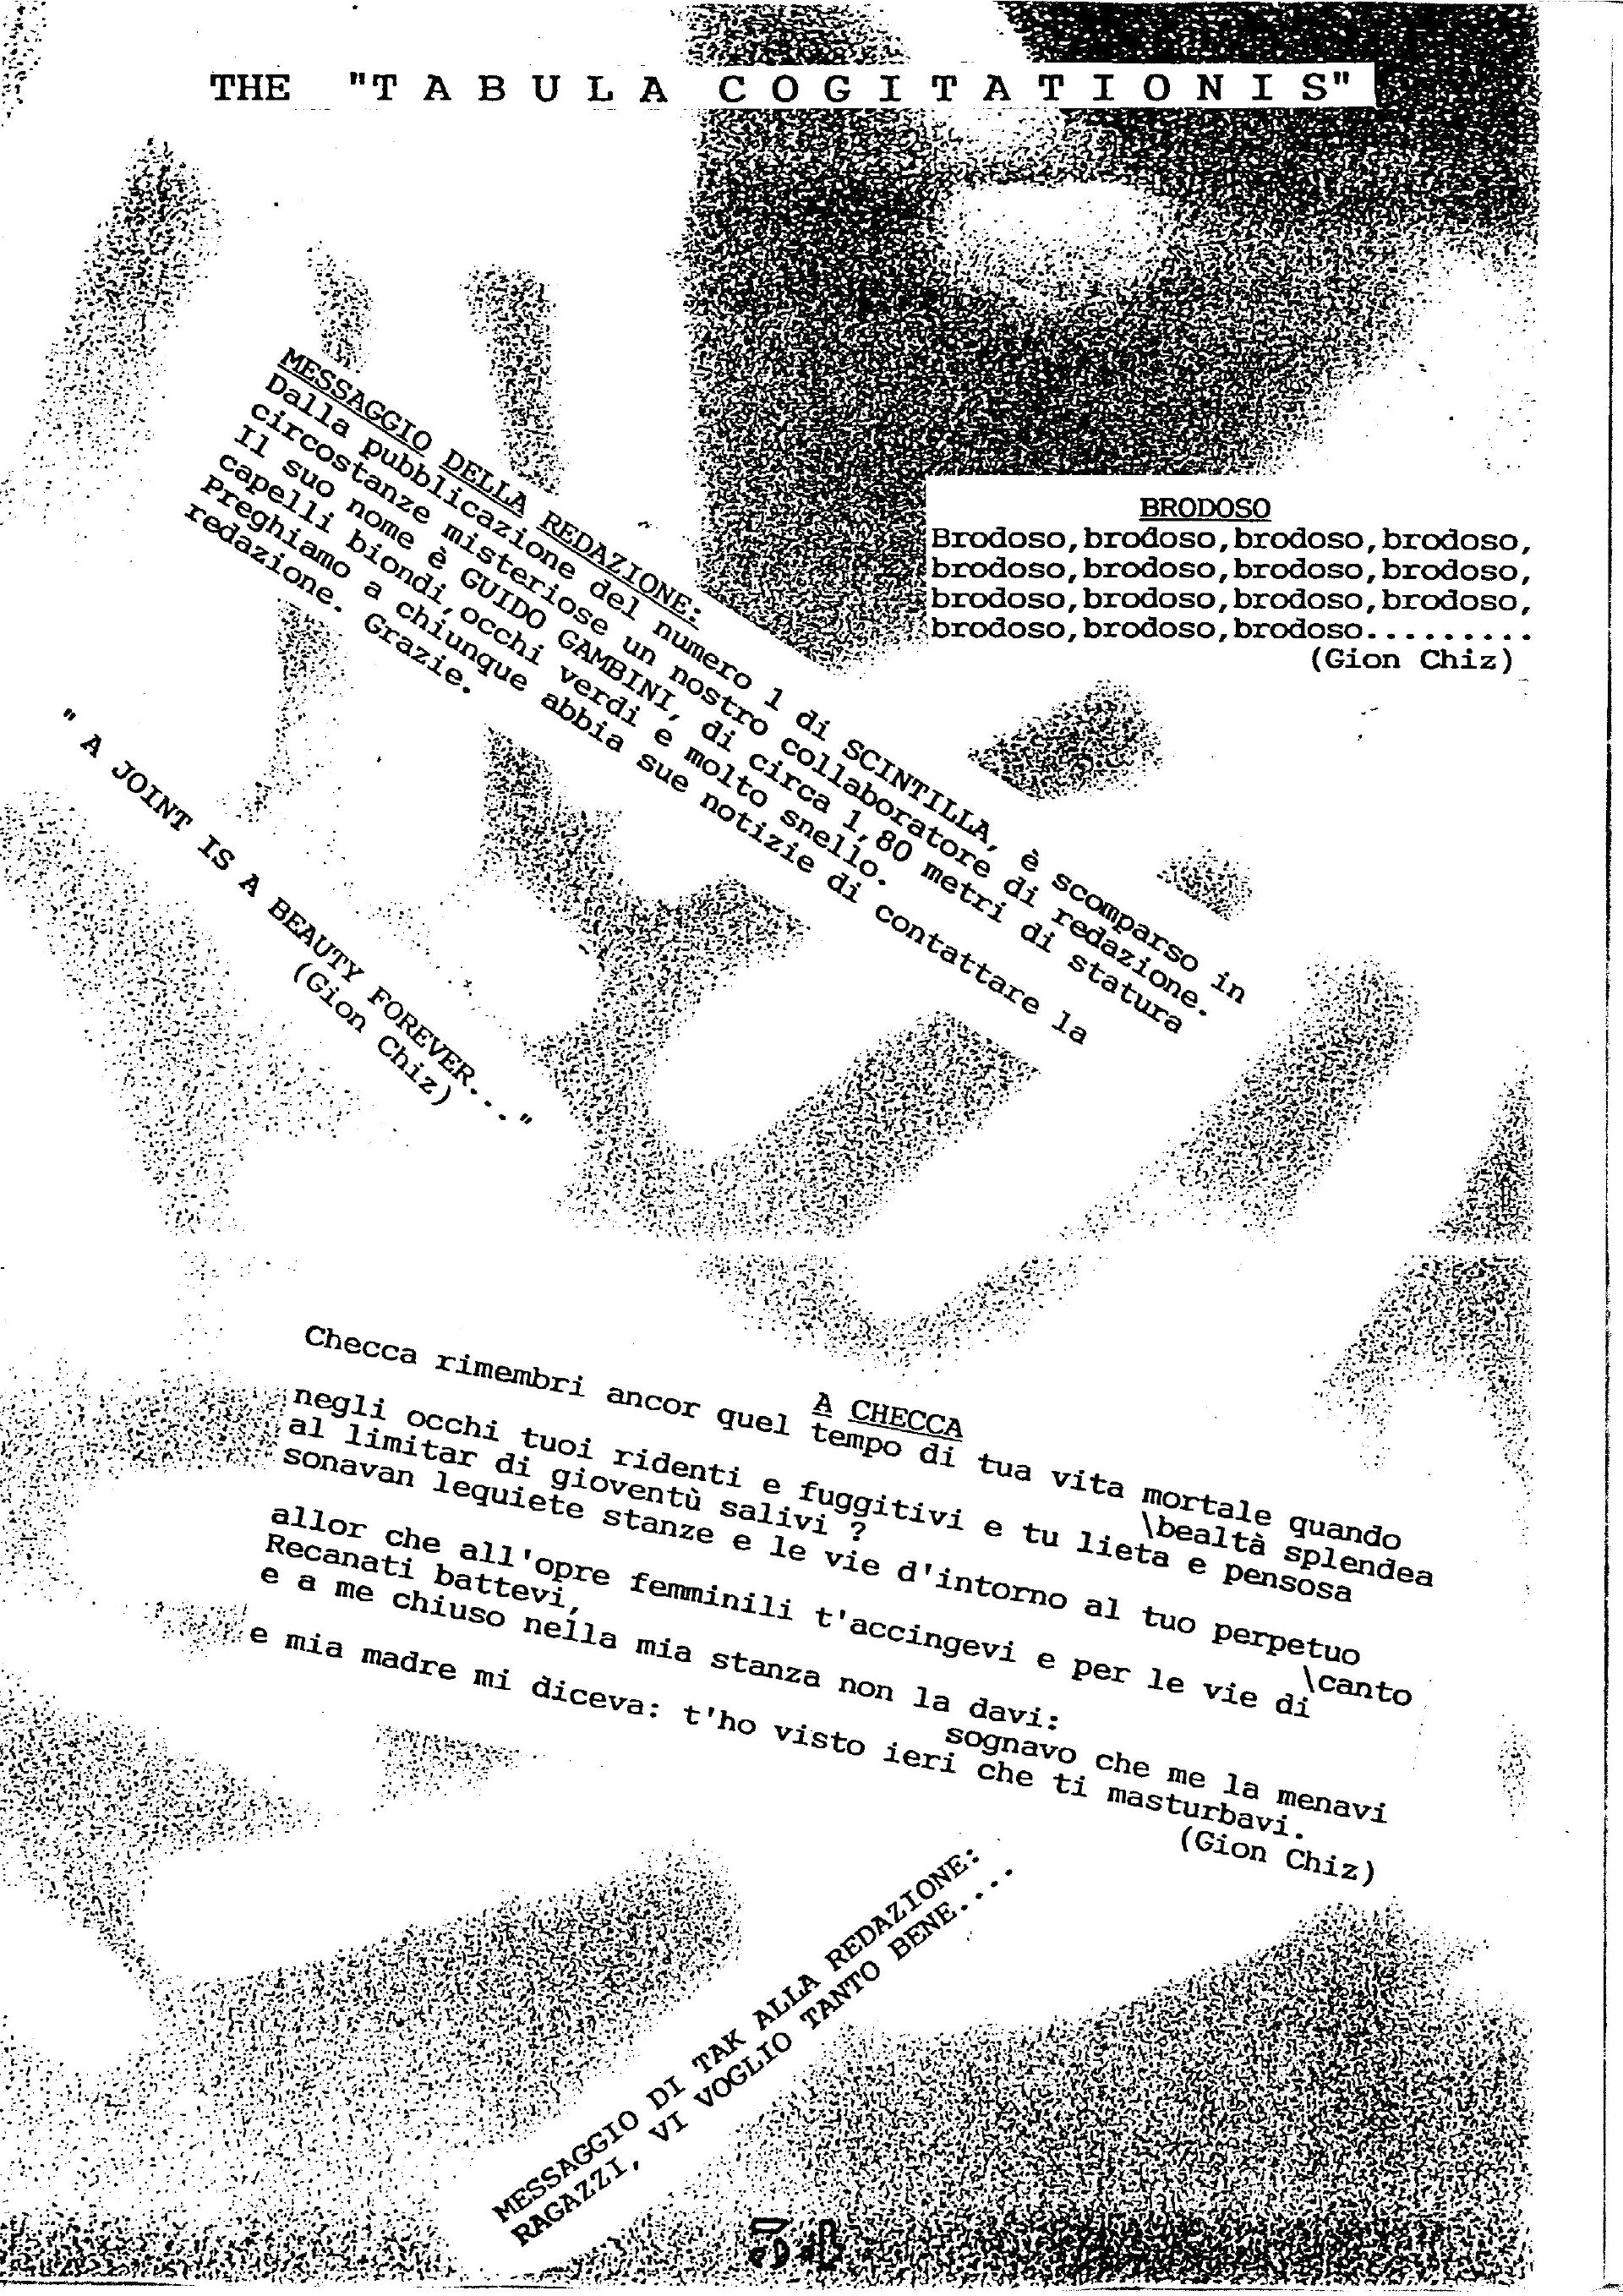 THE "T A B U L A C O G I T A T I O N I S"
MESSAGGIO DELLA REDAZIONE:
Dalla pubblicazione del numero 1 di SCINTILLA, è scomparso in
circostanze misteriose un nostro collaboratore di redazione.
Il suo nome è GUIDO GAMBINI, di circa 1,80 metri di statura
capelli biondi,occhi verdi e molto snello.
Preghiamo a chiunque abbia sue notizie di contattare la
redazione. Grazie.
BRODOSO
Brodoso,brodoso,brodoso,brodoso,
brodoso,brodoso,brodoso,brodoso,
brodoso,brodoso,brodoso,brodoso,
brodoso,brodoso,brodoso.........
(Gion Chiz)
" A JOINT IS A BEAUTY FOREVER..."
(Gion Chiz)
A CHECCA
Checca rimembri ancor quel tempo di tua vita mortale quando
\bealtà splendea
negli occhi tuoi ridenti e fuggitivi e tu lieta e pensosa
al limitar di gioventù salivi ?
sonavan lequiete stanze e le vie d'intorno al tuo perpetuo
\canto
allor che all'opre femminili t'accingevi e per le vie di
Recanati battevi,
e a me chiuso nella mia stanza non la davi:
sognavo che me la menavi
e mia madre mi diceva: t'ho visto ieri che ti masturbavi.
(Gion Chiz)
MESSAGGIO DI TAK ALLA REDAZIONE:
RAGAZZI, VI VOGLIO TANTO BENE....